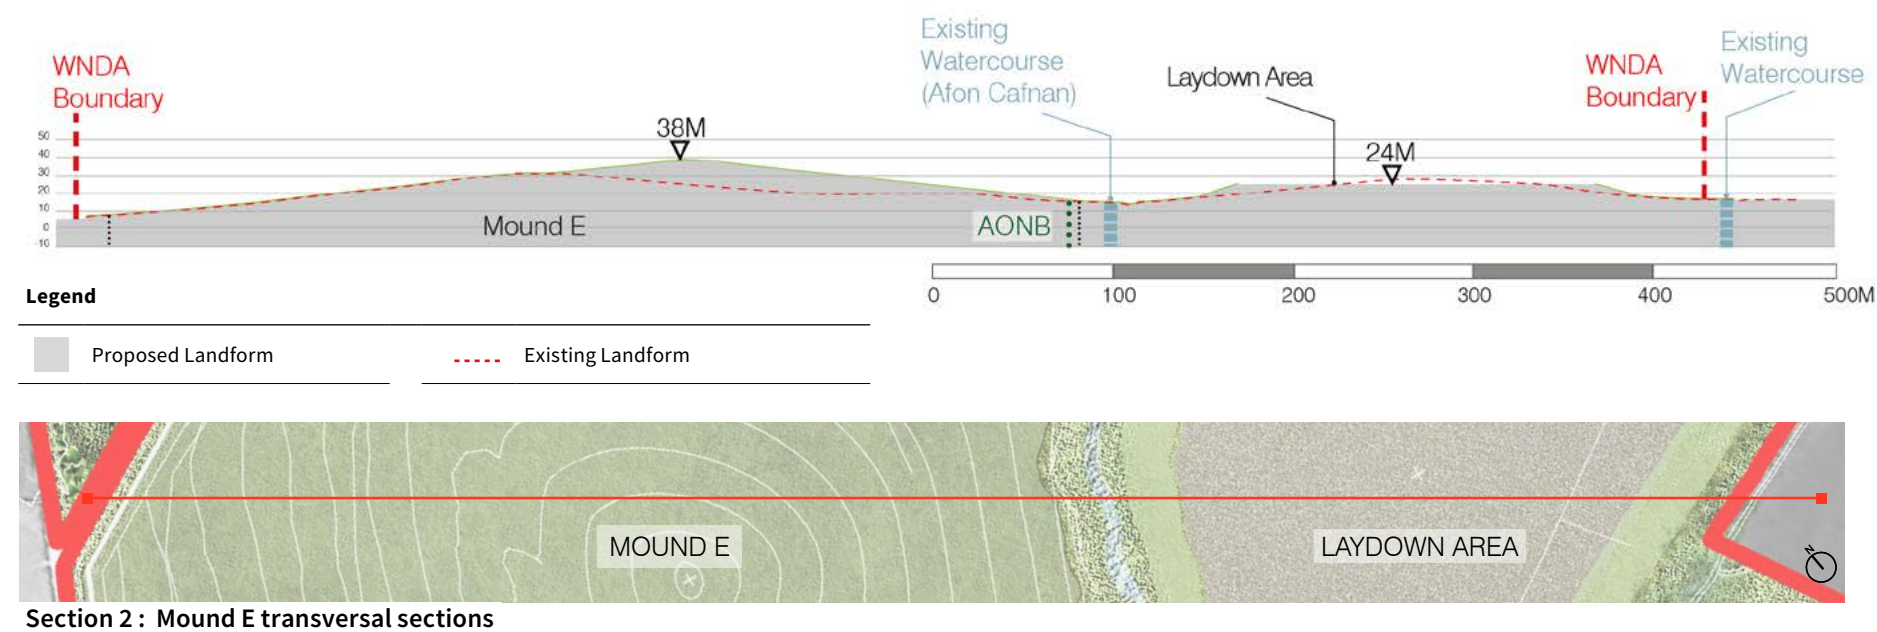 WNDA
Boundary
Existing
Watercourse
(Afon Cafnan)
Laydown Area
WNDA
Boundary
Existing
Watercourse
38M
24M
50
40
30
20
10
0
-10
Mound E
AONB
0 100 200 300 400 500M
Legend
Proposed Landform Existing Landform
MOUND E
LAYDOWN AREA
N
Section 2 : Mound E transversal sections